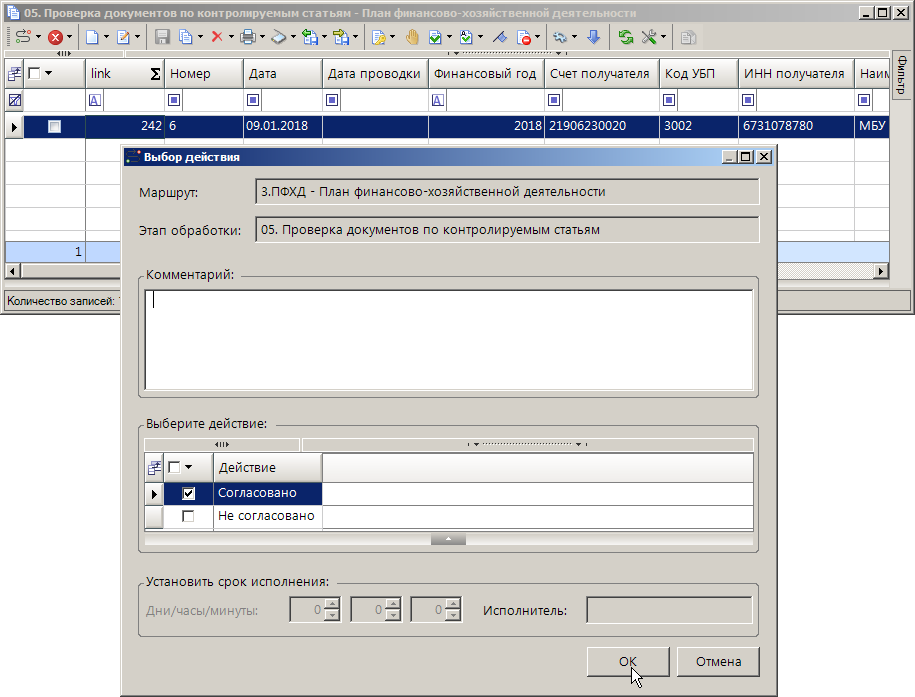 05. Проверка документов по контролируемым статьям - План финансово-хозяйственной деятельности
link Σ Номер Дата Дата проводки Финансовый год Счет получателя Код УБП ИНН получателя Наим
Фильтр
242 6 09.01.2018 2018 21906230020 3002 6731078780 МБУ
1
Количество записей:
Выбор действия
Маршрут: 3.ПФХД - План финансово-хозяйственной деятельности
Этап обработки: 05. Проверка документов по контролируемым статьям
Комментарий:
Выберите действие:
Действие
Согласовано
Не согласовано
Установить срок исполнения:
Дни/часы/минуты: 0 0 0 Исполнитель:
OK Отмена